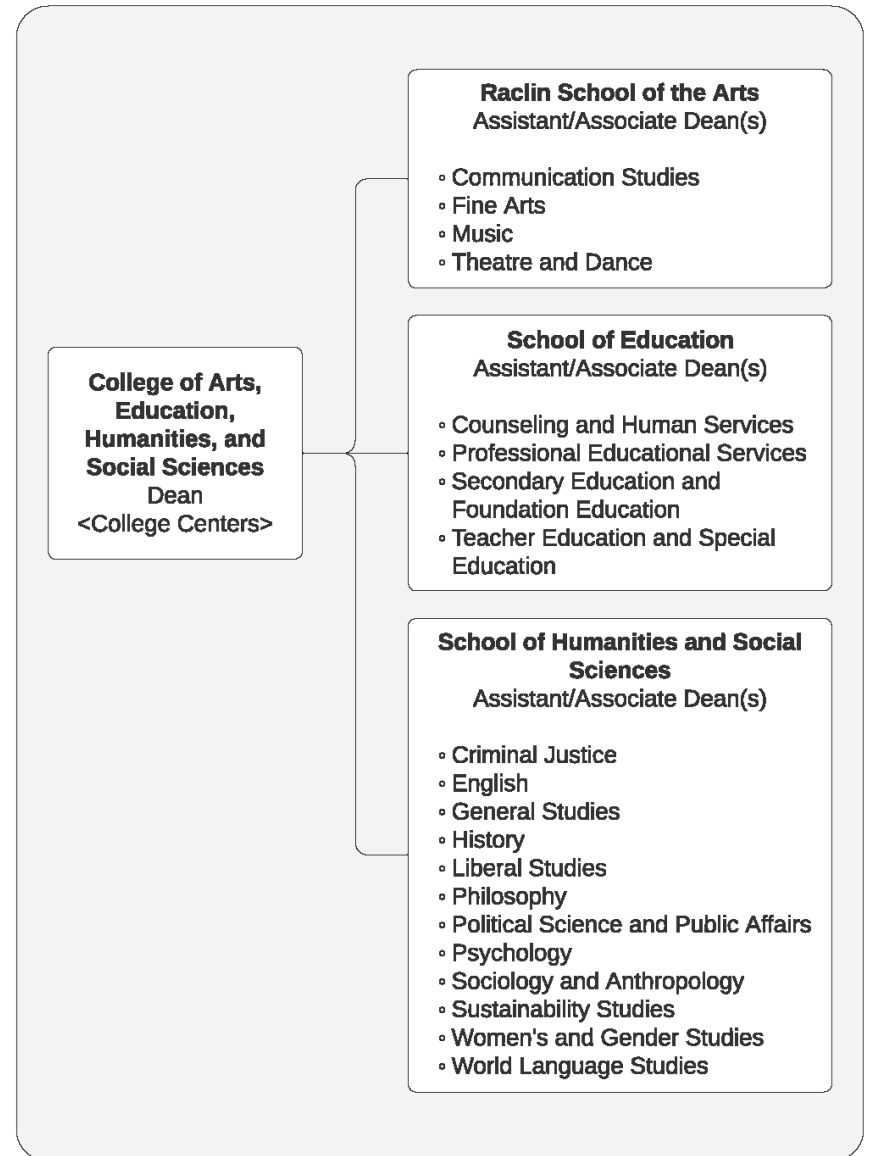 College of Arts,
Education,
Humanities, and
Social Sciences
Dean
<College Centers>
Raclin School of the Arts
Assistant/Associate Dean(s)
◦ Communication Studies
◦ Fine Arts
◦ Music
◦ Theatre and Dance
School of Education
Assistant/Associate Dean(s)
◦ Counseling and Human Services
◦ Professional Educational Services
◦ Secondary Education and
Foundation Education
◦ Teacher Education and Special
Education
School of Humanities and Social
Sciences
Assistant/Associate Dean(s)
◦ Criminal Justice
◦ English
◦ General Studies
◦ History
◦ Liberal Studies
◦ Philosophy
◦ Political Science and Public Affairs
◦ Psychology
◦ Sociology and Anthropology
◦ Sustainability Studies
◦ Women's and Gender Studies
◦ World Language Studies